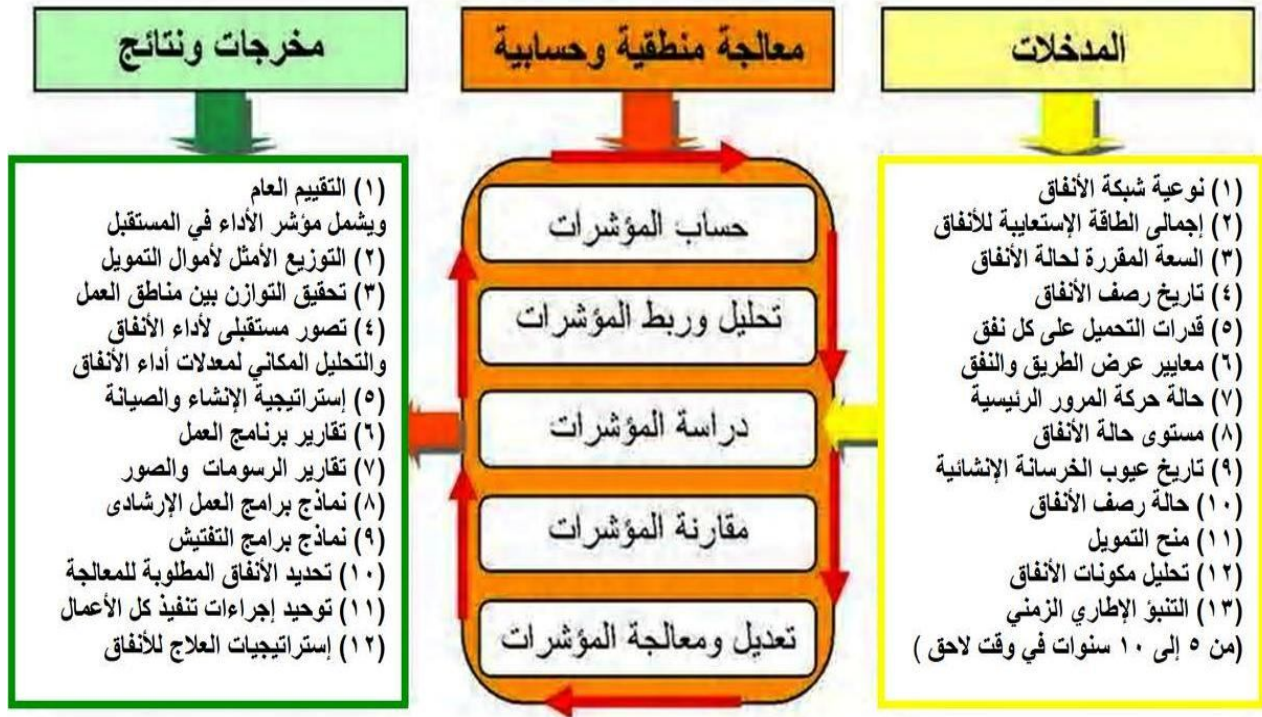 المدخلات
(١) نوعية شبكة الأنفاق
(٢) إجمالى الطاقة الإستعايبة للأنفاق
(٣) السعة المقررة لحالة الأنفاق
(٤) تاريخ رصف الأنفاق
(٥) قدرات التحميل على كل نفق
(٦) معايير عرض الطريق والنفق
(٧) حالة حركة المرور الرئيسية
(٨) مستوى حالة الأنفاق
(٩) تاريخ عيوب الخرسانة الإنشائية
(١٠) حالة رصف الأنفاق
(١١) منح التمويل
(١٢) تحليل مكونات الأنفاق
(١٣) التنبؤ الإطاري الزمني
(من ٥ إلى ١٠ سنوات في وقت لاحق )
معالجة منطقية وحسابية
حساب المؤشرات
تحليل وربط المؤشرات
دراسة المؤشرات
مقارنة المؤشرات
تعديل ومعالجة المؤشرات
مخرجات ونتائج
(١) التقييم العام
ويشمل مؤشر الأداء في المستقبل
(٢) التوزيع الأمثل لأموال التمويل
(٣) تحقيق التوازن بين مناطق العمل
(٤) تصور مستقبلى لأداء الأنفاق
والتحليل المكاني لمعدلات أداء الأنفاق
(٥) إستراتيجية الإنشاء والصيانة
(٦) تقارير برنامج العمل
(٧) تقارير الرسومات والصور
(٨) نماذج برامج العمل الإرشادى
(٩) نماذج برامج التفتيش
(١٠) تحديد الأنفاق المطلوبة للمعالجة
(١١) توحيد إجراءات تنفيذ كل الأعمال
(١٢) إستراتيجيات العلاج للأنفاق